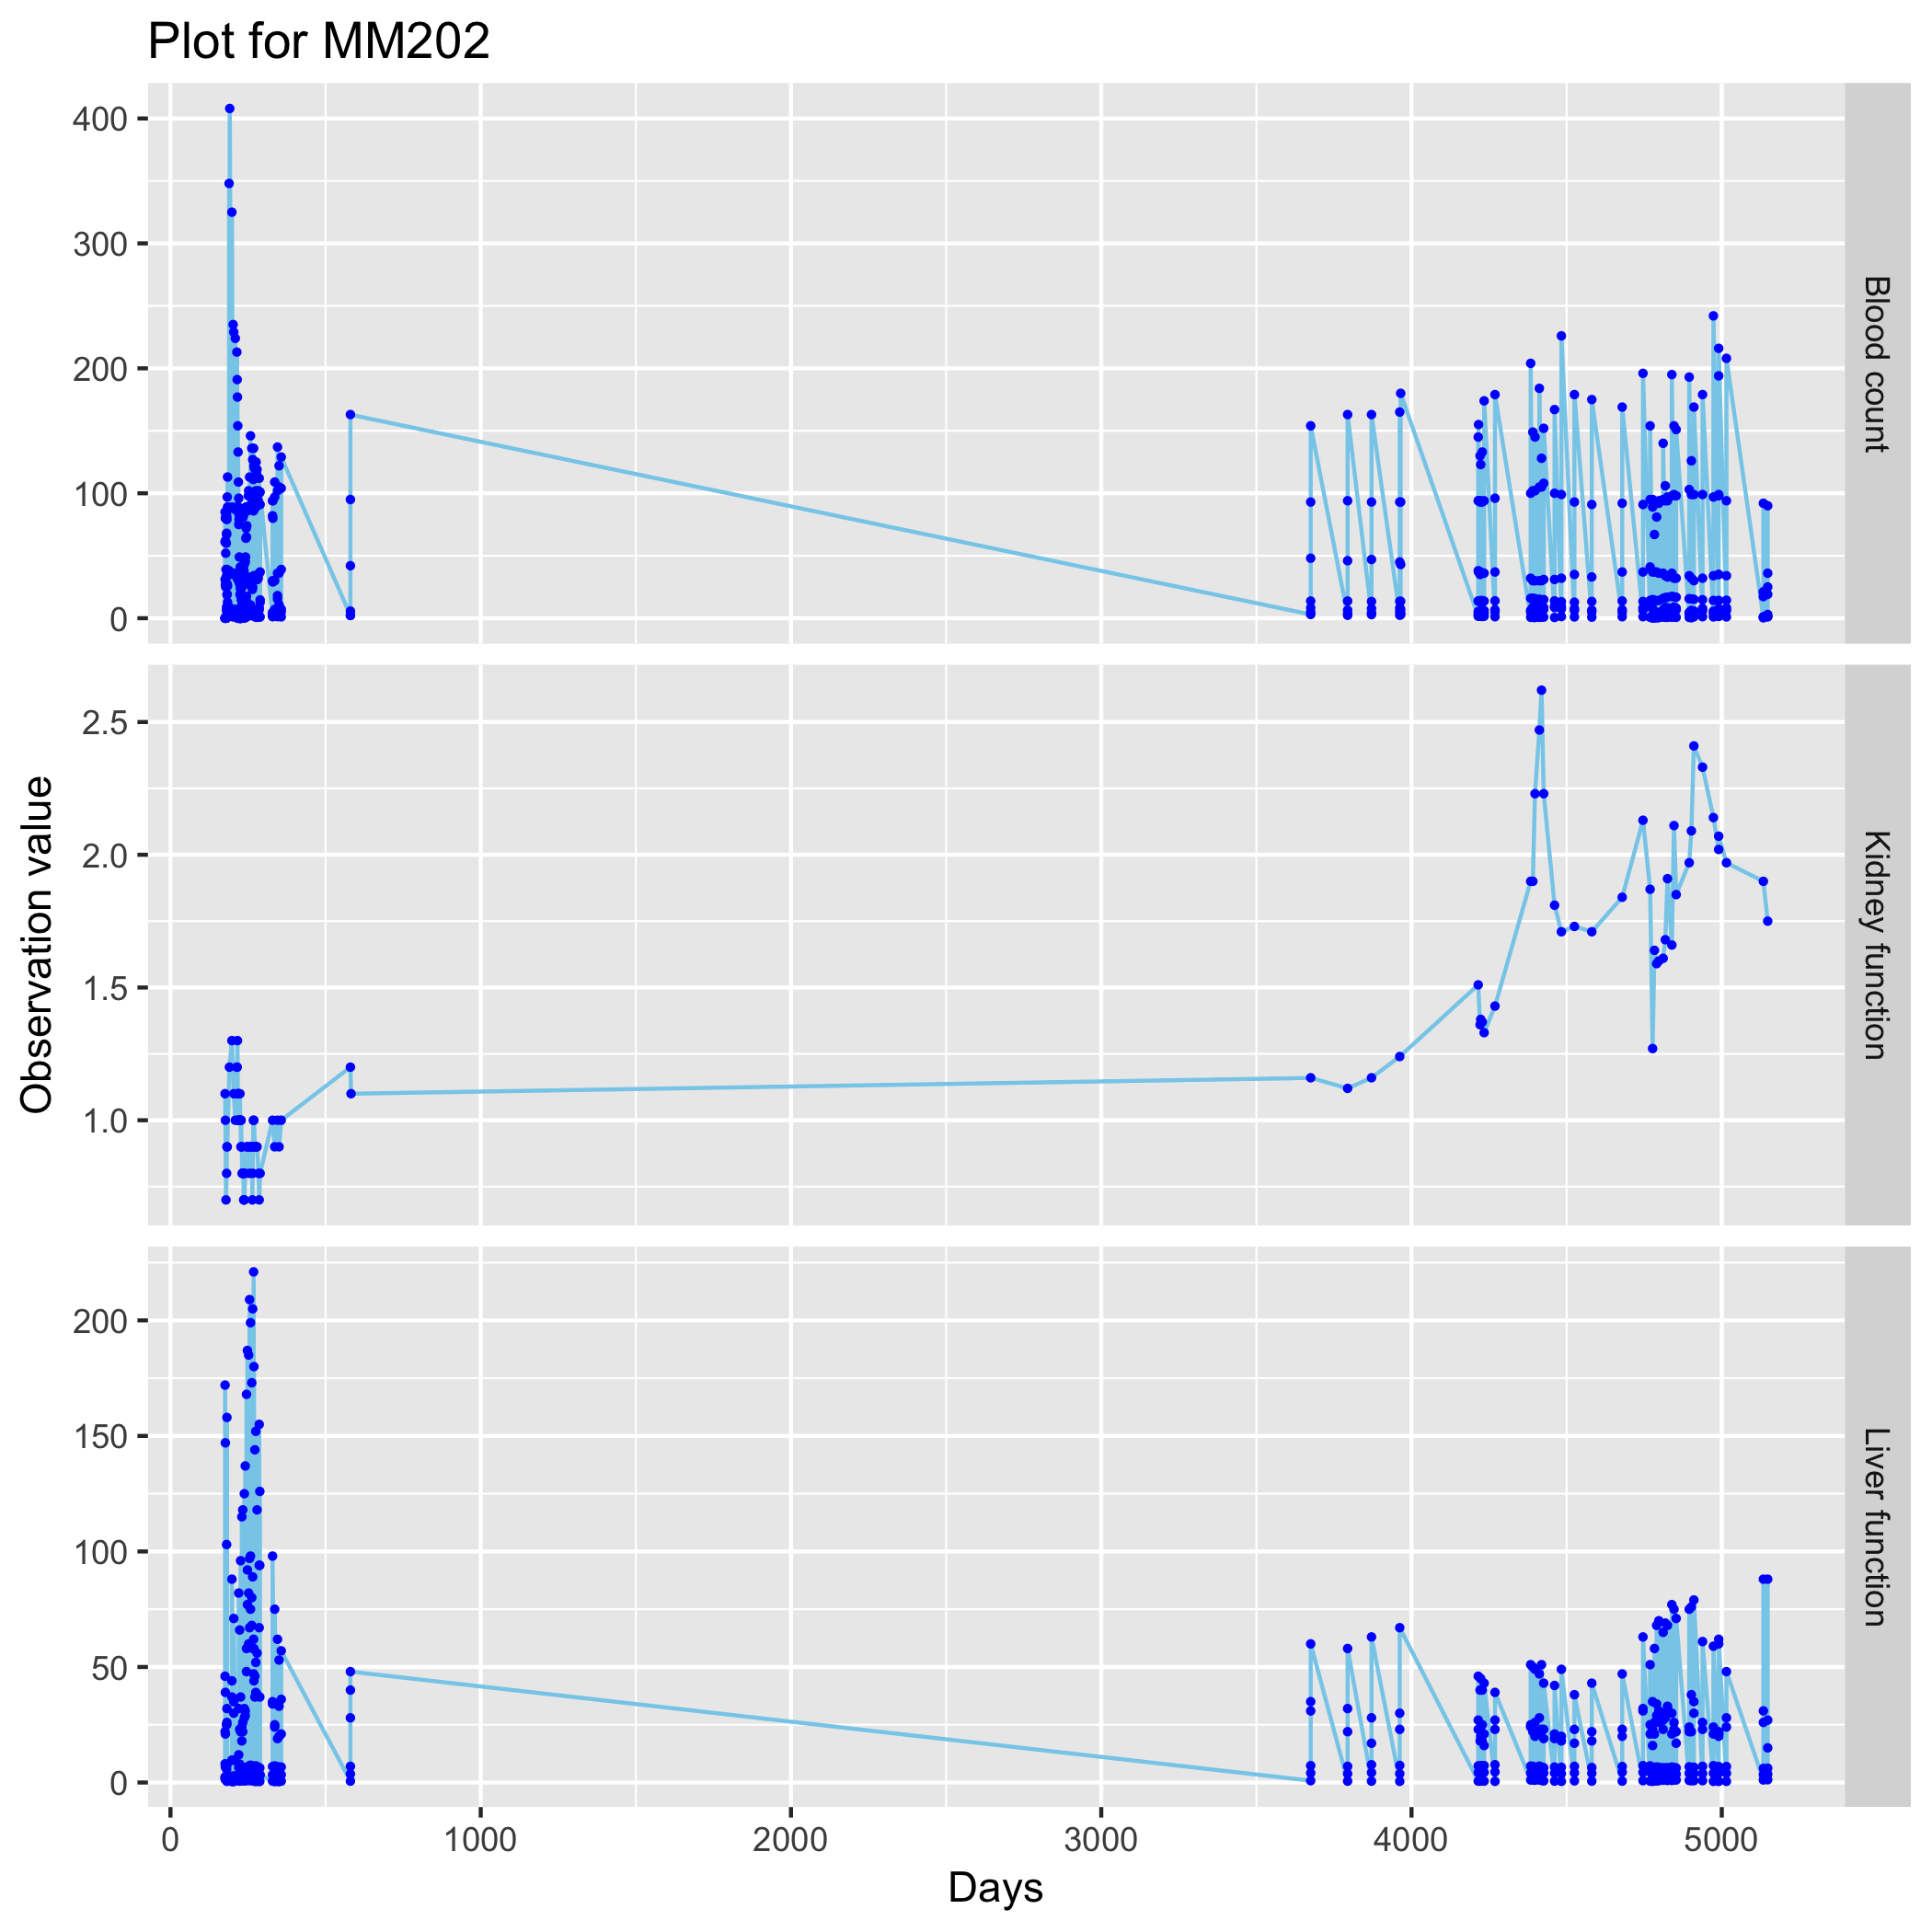 Plot for MM202
400
300
200
100
0
Blood count
2.5
2.0
1.5
1.0
Kidney function
200
150
100
50
0
Liver function
Observation value
0 1000 2000 3000 4000 5000
Days